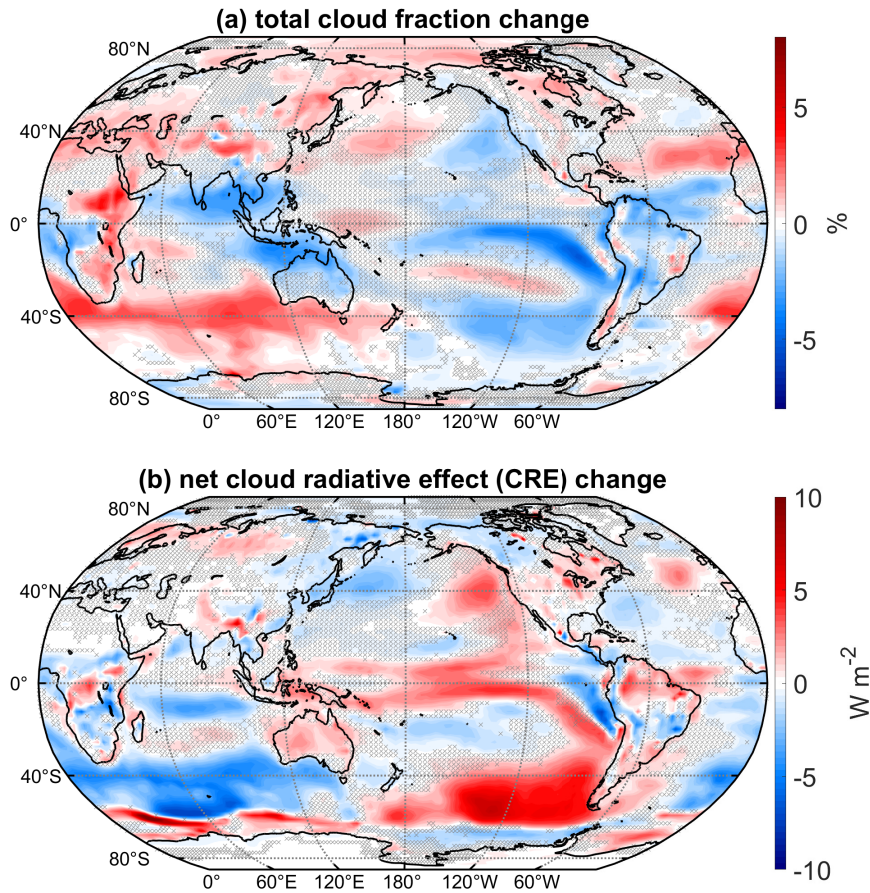 (a) total cloud fraction change
80°N
40°N
0°
40°S
80°S
0° 60°E 120°E 180° 120°W 60°W
5
0
-5
%
(b) net cloud radiative effect (CRE) change
80°N
40°N
0°
40°S
80°S
0° 60°E 120°E 180° 120°W 60°W
10
5
0
-5
-10
W m⁻²